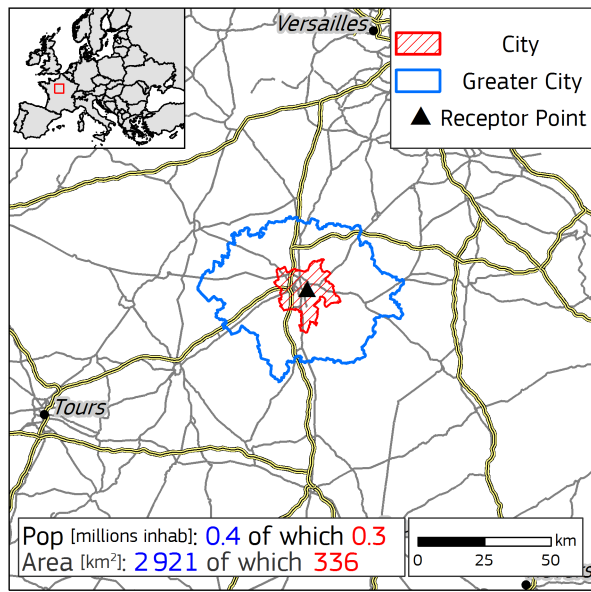 Versailles
City
Greater City
Receptor Point
Tours
Pop [millions inhab]: 0.4 of which 0.3
Area [km²]: 2 921 of which 336
km
0 25 50